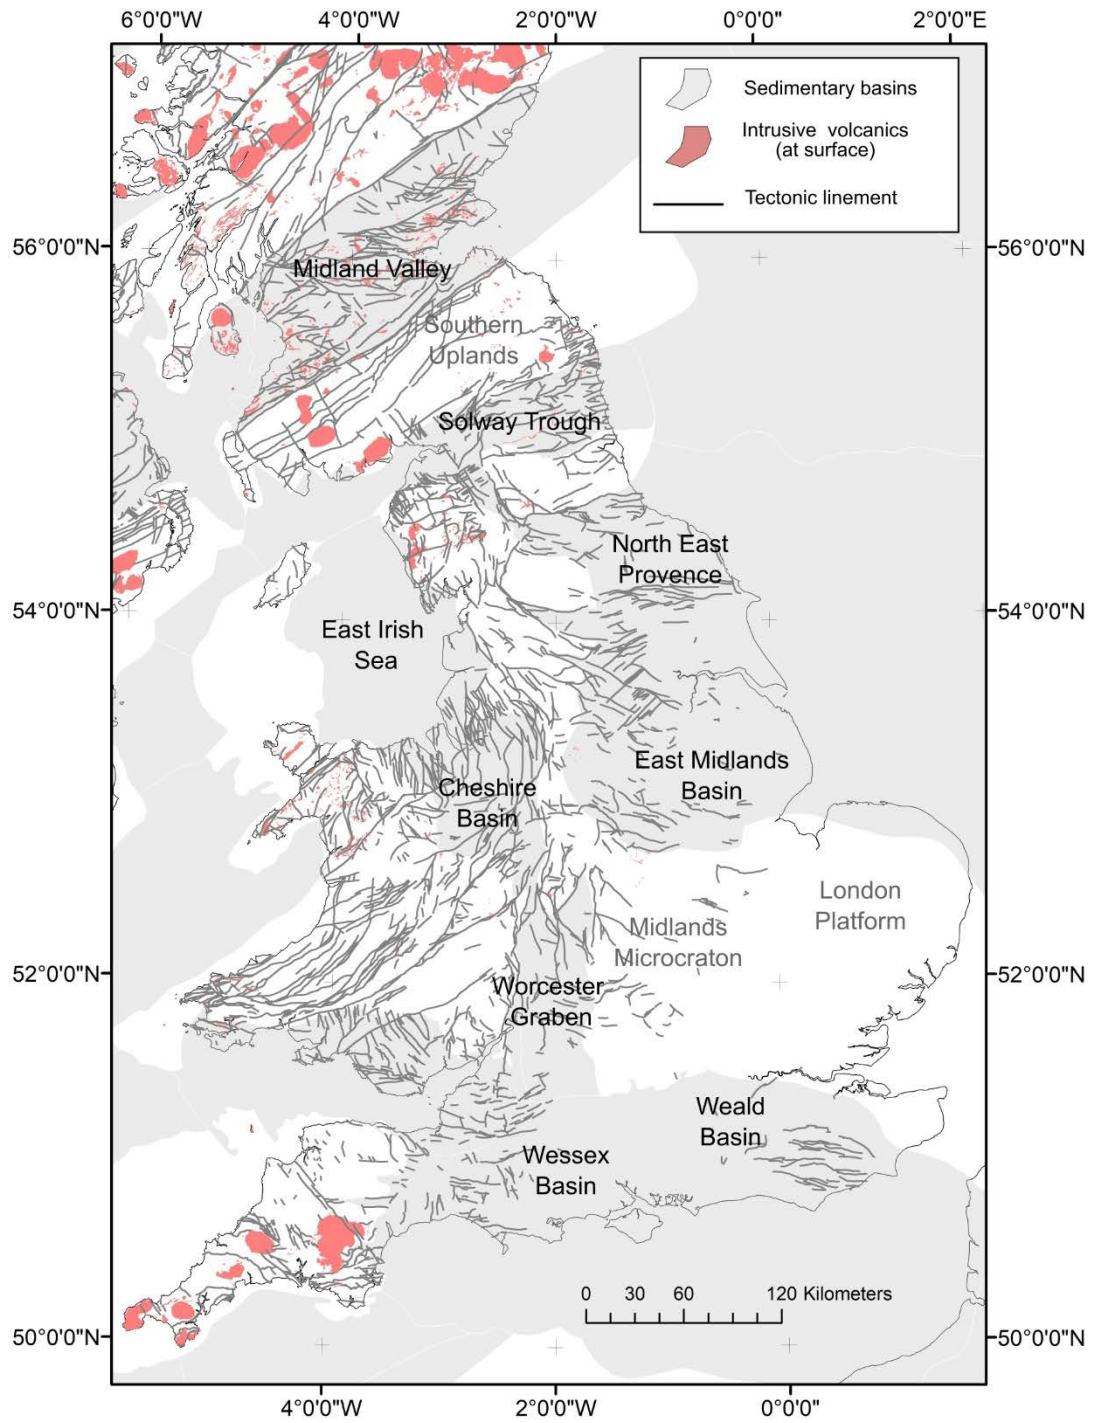 6°0'0"W 4°0'0"W 2°0'0"W 0°0'0" 2°0'0"E
Sedimentary basins
Intrusive volcanics
(at surface)
Tectonic linement
56°0'0"N 56°0'0"N
Midland Valley
Southern
Uplands
Solway Trough
North East
Provence
54°0'0"N 54°0'0"N
East Irish
Sea
East Midlands
Basin
Cheshire
Basin
London
Platform
Midlands
Microcraton
52°0'0"N 52°0'0"N
Worcester
Graben
Weald
Basin
Wessex
Basin
0 30 60 120 Kilometers
50°0'0"N 50°0'0"N
4°0'0"W 2°0'0"W 0°0'0"